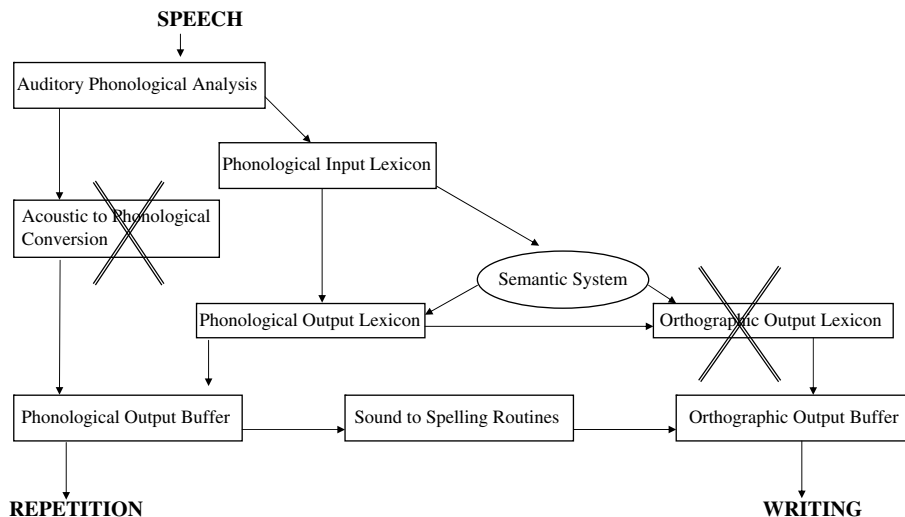 SPEECH
Auditory Phonological Analysis
Phonological Input Lexicon
Acoustic to Phonological
Conversion
Semantic System
Phonological Output Lexicon
Orthographic Output Lexicon
Phonological Output Buffer
Sound to Spelling Routines
Orthographic Output Buffer
REPETITION
WRITING